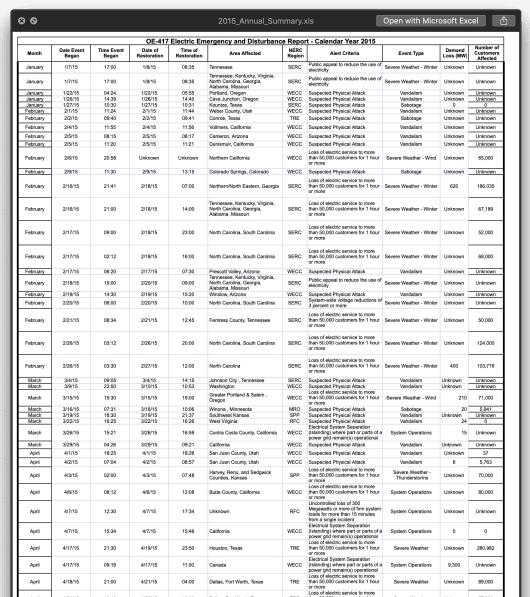 2015_Annual_Summary.xls
Open with Microsoft Excel
OE-417 Electric Emergency and Disturbance Report - Calendar Year 2015
Month Date Event Began Time Event Began Date of Restoration Time of Restoration Area Affected NERC Region Alert Criteria Event Type Demand Loss (MW) Number of Customers Affected
January 1/7/15 17:00 1/8/15 08:35 Tennessee SERC Public appeal to reduce the use of electricity Severe Weather - Winter Unknown Unknown
January 1/7/15 17:00 1/8/15 08:35 Tennessee, Kentucky, Virginia, North Carolina, Georgia, Alabama, Missouri SERC Public appeal to reduce the use of electricity Severe Weather - Winter Unknown Unknown
January 1/22/15 04:24 1/22/15 05:59 Portland, Oregon WECC Suspected Physical Attack Vandalism Unknown Unknown
January 1/26/15 14:39 1/26/15 14:40 Cave Junction, Oregon WECC Suspected Physical Attack Vandalism Unknown Unknown
January 1/27/15 10:30 1/27/15 10:31 Tennessee SERC Suspected Physical Attack Sabotage 0
February 2/1/15 11:24 2/1/15 11:44 County, Utah WECC Suspected Physical Attack Vandalism Unknown Unknown
February 2/2/15 09:40 2/2/15 09:41 Conroe, Texas TRE Suspected Physical Attack Sabotage Unknown Unknown
February 2/4/15 11:55 2/4/15 11:56 Vollmers, California WECC Suspected Physical Attack Vandalism Unknown Unknown
February 2/5/15 08:15 2/5/15 08:17 Cameron, Arizona WECC Suspected Physical Attack Vandalism Unknown Unknown
February 2/5/15 11:20 2/5/15 11:21 Dunsmuir, California WECC Suspected Physical Attack Vandalism Unknown Unknown
February 2/6/15 20:58 Unknown Unknown Northern California WECC Loss of electric service to more than 50,000 customers for 1 hour or more Severe Weather - Wind Unknown 65,000
February 2/9/15 11:30 2/9/15 13:15 Colorado Springs, Colorado WECC Suspected Physical Attack Sabotage Unknown Unknown
February 2/16/15 21:41 2/18/15 07:00 Northern/North Eastern, Georgia SERC Loss of electric service to more than 50,000 customers for 1 hour or more Severe Weather - Winter 620 186,035
February 2/16/15 21:00 2/18/15 14:00 Tennessee, Kentucky, Virginia, North Carolina, Georgia, Alabama, Missouri SERC Loss of electric service to more than 50,000 customers for 1 hour or more Severe Weather - Winter Unknown 67,189
February 2/17/15 09:00 2/18/15 23:00 North Carolina, South Carolina SERC Loss of electric service to more than 50,000 customers for 1 hour or more Severe Weather - Winter Unknown 52,000
February 2/17/15 02:12 2/18/15 16:00 North Carolina, South Carolina SERC Loss of electric service to more than 50,000 customers for 1 hour or more Severe Weather - Winter Unknown 68,000
February 2/17/15 06:20 2/17/15 07:30 Prescott Valley, Arizona WECC Suspected Physical Attack Vandalism Unknown Unknown
February 2/18/15 15:00 2/20/15 09:00 Tennessee, Kentucky, Virginia, North Carolina, Georgia, Alabama, Missouri SERC Public appeal to reduce the use of electricity Severe Weather - Winter Unknown Unknown
February 2/19/15 14:30 2/19/15 15:20 Winslow, Arizona WECC Suspected Physical Attack Vandalism Unknown Unknown
February 2/20/15 06:00 2/20/15 10:00 North Carolina, South Carolina SERC System-wide voltage reductions of 3 percent or more Severe Weather - Winter Unknown Unknown
February 2/21/15 08:34 2/21/15 12:45 Fentress County, Tennessee SERC Loss of electric service to more than 50,000 customers for 1 hour or more Severe Weather - Winter Unknown 50,000
February 2/26/15 03:12 2/26/15 20:00 North Carolina, South Carolina SERC Loss of electric service to more than 50,000 customers for 1 hour or more Severe Weather - Winter Unknown 124,000
February 2/26/15 03:30 2/27/15 12:00 North Carolina SERC Loss of electric service to more than 50,000 customers for 1 hour or more Severe Weather - Winter 400 103,776
March 3/4/15 09:05 3/4/15 14:15 Johnson City , Tennessee SERC Suspected Physical Attack Vandalism Unknown Unknown
March 3/9/15 23:50 3/10/15 10:53 Washington WECC Suspected Physical Attack Vandalism Unknown Unknown
March 3/15/15 15:30 3/15/15 19:00 Greater Portland & Salem , Oregon WECC Loss of electric service to more than 50,000 customers for 1 hour or more Severe Weather - Wind 210 71,000
March 3/16/15 07:31 3/16/15 10:06 Winona , Minnesota MRO Suspected Physical Attack Sabotage 20 5,941
March 3/19/15 18:30 3/19/15 21:37 Southwest Kansas SPP Suspected Physical Attack Vandalism Unknown Unknown
March 3/22/15 16:25 3/22/15 16:26 West Virginia RFC Suspected Physical Attack Vandalism 24 0
March 3/26/15 15:21 3/26/15 16:59 Contra Costa County, California WECC Electrical System Separation (Islanding) where part or parts of a power grid remain(s) operational System Operations 15 Unknown
March 3/29/15 04:26 3/29/15 09:21 California WECC Suspected Physical Attack Vandalism Unknown Unknown
April 4/1/15 18:25 4/1/15 18:26 San Juan County, Utah WECC Suspected Physical Attack Vandalism Unknown 37
April 4/2/15 07:04 4/2/15 08:57 San Juan County, Utah WECC Suspected Physical Attack Vandalism 6 5,763
April 4/3/15 02:00 4/3/15 07:48 Harvey, Reno, and Sedgwick Counties, Kansas SPP Loss of electric service to more than 50,000 customers for 1 hour or more Severe Weather - Thunderstorms Unknown 70,000
April 4/6/15 08:12 4/6/15 12:08 Butte County, California WECC Loss of electric service to more than 50,000 customers for 1 hour or more System Operations Unknown 80,000
April 4/7/15 12:30 4/7/15 17:34 Unknown RFC Uncontrolled loss of 300 Megawatts or more of firm system loads for more than 15 minutes from a single incident System Operations Unknown Unknown
April 4/7/15 15:34 4/7/15 15:46 California WECC Electrical System Separation (Islanding) where part or parts of a power grid remain(s) operational System Operations 0 0
April 4/17/15 21:30 4/19/15 23:50 Houston, Texas TRE Loss of electric service to more than 50,000 customers for 1 hour or more Severe Weather Unknown 280,982
April 4/17/15 09:16 4/17/15 11:00 Canada WECC Electrical System Separation (Islanding) where part or parts of a power grid remain(s) operational System Operations 9,300 Unknown
April 4/18/15 21:00 4/21/15 04:00 Dallas, Fort Worth, Texas TRE Loss of electric service to more than 50,000 customers for 1 hour or more Severe Weather Unknown 89,000